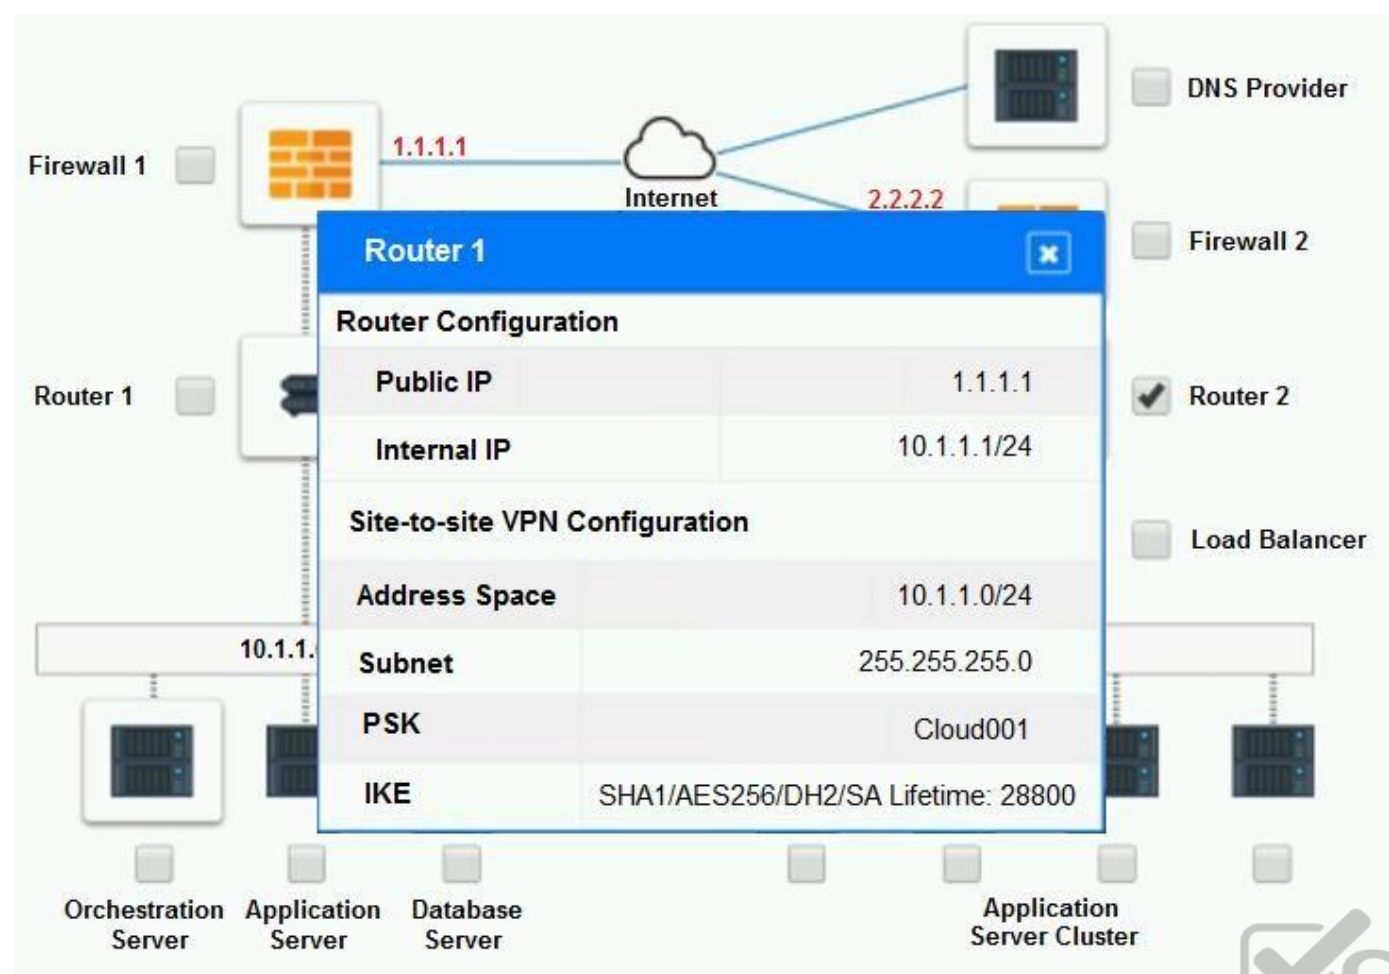 DNS Provider
Firewall 1
1.1.1.1
Internet
2.2.2.2
Firewall 2
Router 1
Router Configuration
Public IP 1.1.1.1
Router 1
Router 2
Internal IP 10.1.1.1/24
Site-to-site VPN Configuration
Load Balancer
Address Space 10.1.1.0/24
10.1.1.
Subnet 255.255.255.0
PSK Cloud001
IKE SHA1/AES256/DH2/SA Lifetime: 28800
Orchestration Server
Application Server
Database Server
Application Server Cluster